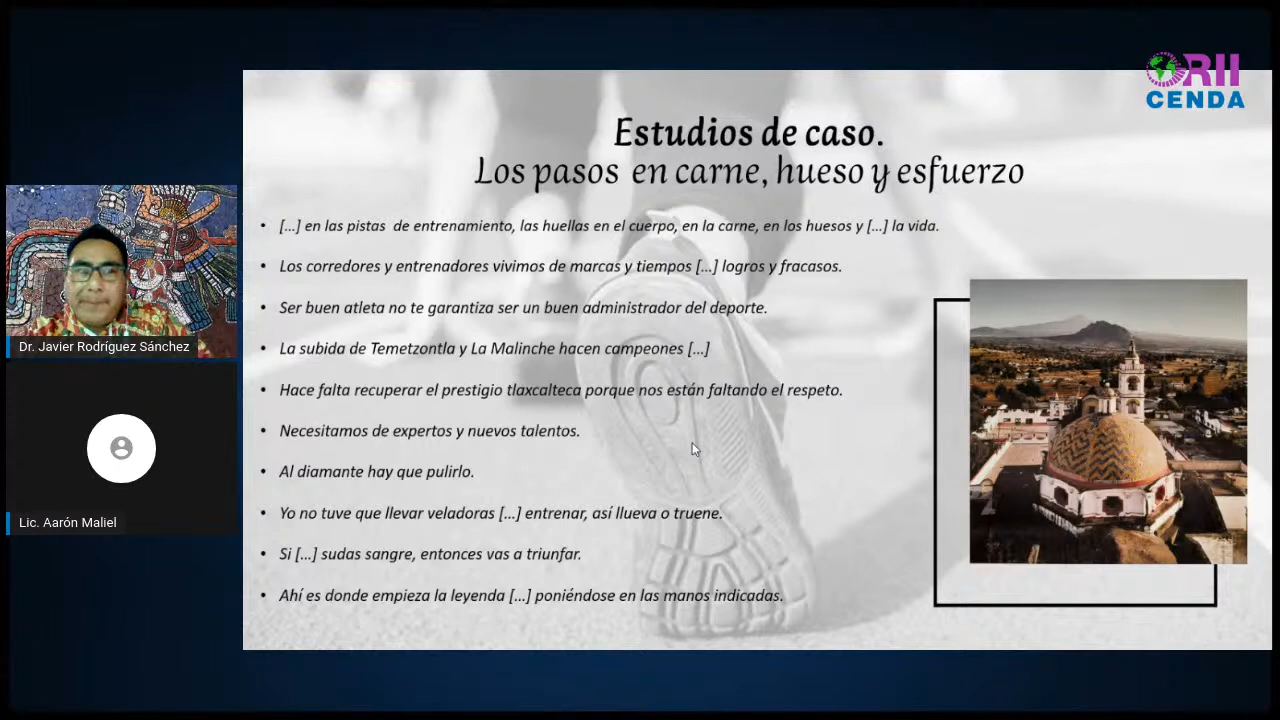 ORII
CENDA
Estudios de caso.
Los pasos en carne, hueso y esfuerzo
• [...] en las pistas de entrenamiento, las huellas en el cuerpo, en la carne, en los huesos y [...] la vida.
• Los corredores y entrenadores vivimos de marcas y tiempos [...] logros y fracasos.
• Ser buen atleta no te garantiza ser un buen administrador del deporte.
• La subida de Temetzontla y La Malinche hacen campeones [...]
• Hace falta recuperar el prestigio tlaxcalteca porque nos están faltando el respeto.
• Necesitamos de expertos y nuevos talentos.
• Al diamante hay que pulirlo.
• Yo no tuve que llevar veladoras [...] entrenar, así llueva o truene.
• Si [...] sudas sangre, entonces vas a triunfar.
• Ahí es donde empieza la leyenda [...] poniéndose en las manos indicadas.
Dr. Javier Rodríguez Sánchez
Lic. Aarón Maliel